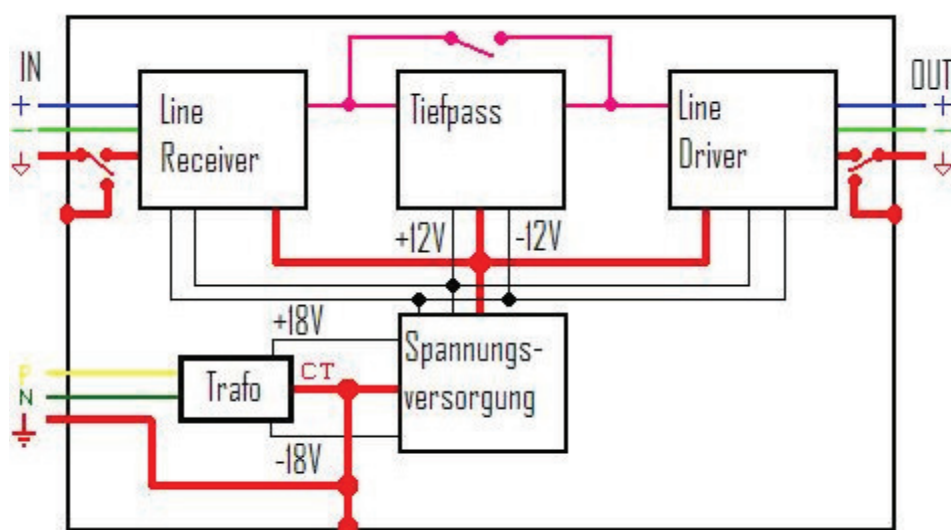 IN
OUT
+
−
+
−
Line
Receiver
Tiefpass
Line
Driver
+12V
-12V
+18V
Spannungs-
versorgung
P
N
Trafo
CT
-18V